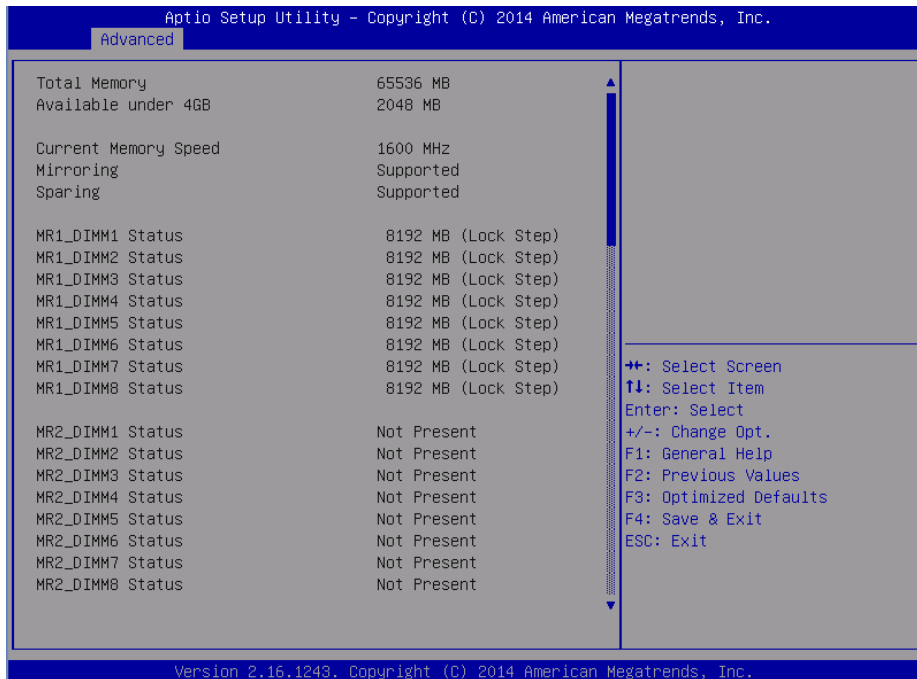 Aptio Setup Utility – Copyright (C) 2014 American Megatrends, Inc.
Advanced
Total Memory 65536 MB
Available under 4GB 2048 MB
Current Memory Speed 1600 MHz
Mirroring Supported
Sparing Supported
MR1_DIMM1 Status 8192 MB (Lock Step)
MR1_DIMM2 Status 8192 MB (Lock Step)
MR1_DIMM3 Status 8192 MB (Lock Step)
MR1_DIMM4 Status 8192 MB (Lock Step)
MR1_DIMM5 Status 8192 MB (Lock Step)
MR1_DIMM6 Status 8192 MB (Lock Step)
MR1_DIMM7 Status 8192 MB (Lock Step)
MR1_DIMM8 Status 8192 MB (Lock Step)
MR2_DIMM1 Status Not Present
MR2_DIMM2 Status Not Present
MR2_DIMM3 Status Not Present
MR2_DIMM4 Status Not Present
MR2_DIMM5 Status Not Present
MR2_DIMM6 Status Not Present
MR2_DIMM7 Status Not Present
MR2_DIMM8 Status Not Present
→←: Select Screen
↑↓: Select Item
Enter: Select
+/-: Change Opt.
F1: General Help
F2: Previous Values
F3: Optimized Defaults
F4: Save & Exit
ESC: Exit
Version 2.16.1243. Copyright (C) 2014 American Megatrends, Inc.